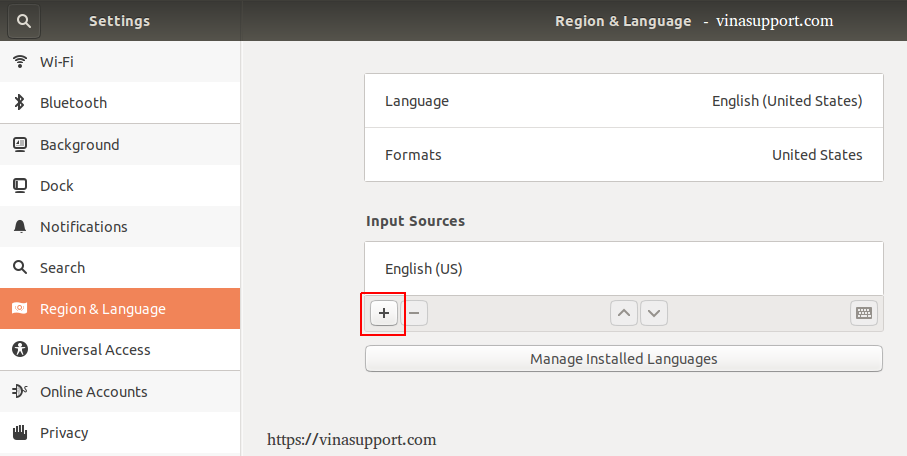 Settings
Region & Language - vinasupport.com
Wi-Fi
Bluetooth
Background
Dock
Notifications
Search
Region & Language
Universal Access
Online Accounts
Privacy
Language English (United States)
Formats United States
Input Sources
English (US)
Manage Installed Languages
https://vinasupport.com